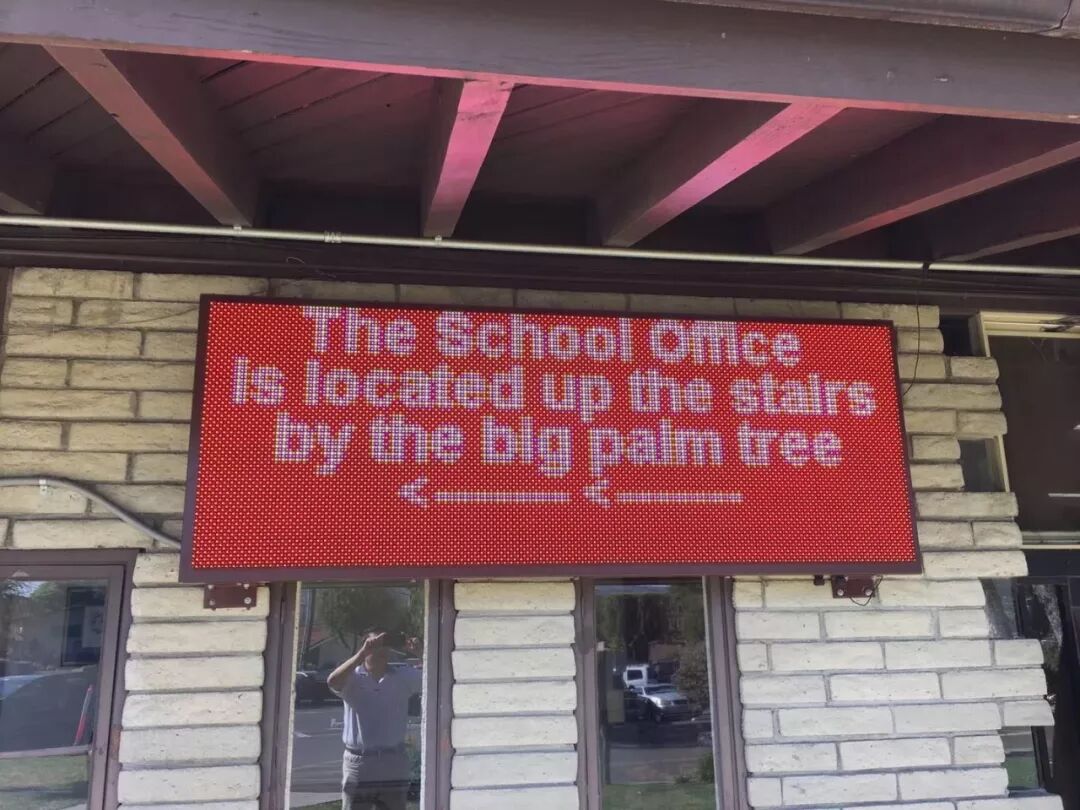 The School Office
is located up the stairs
by the big palm tree
<---- <----